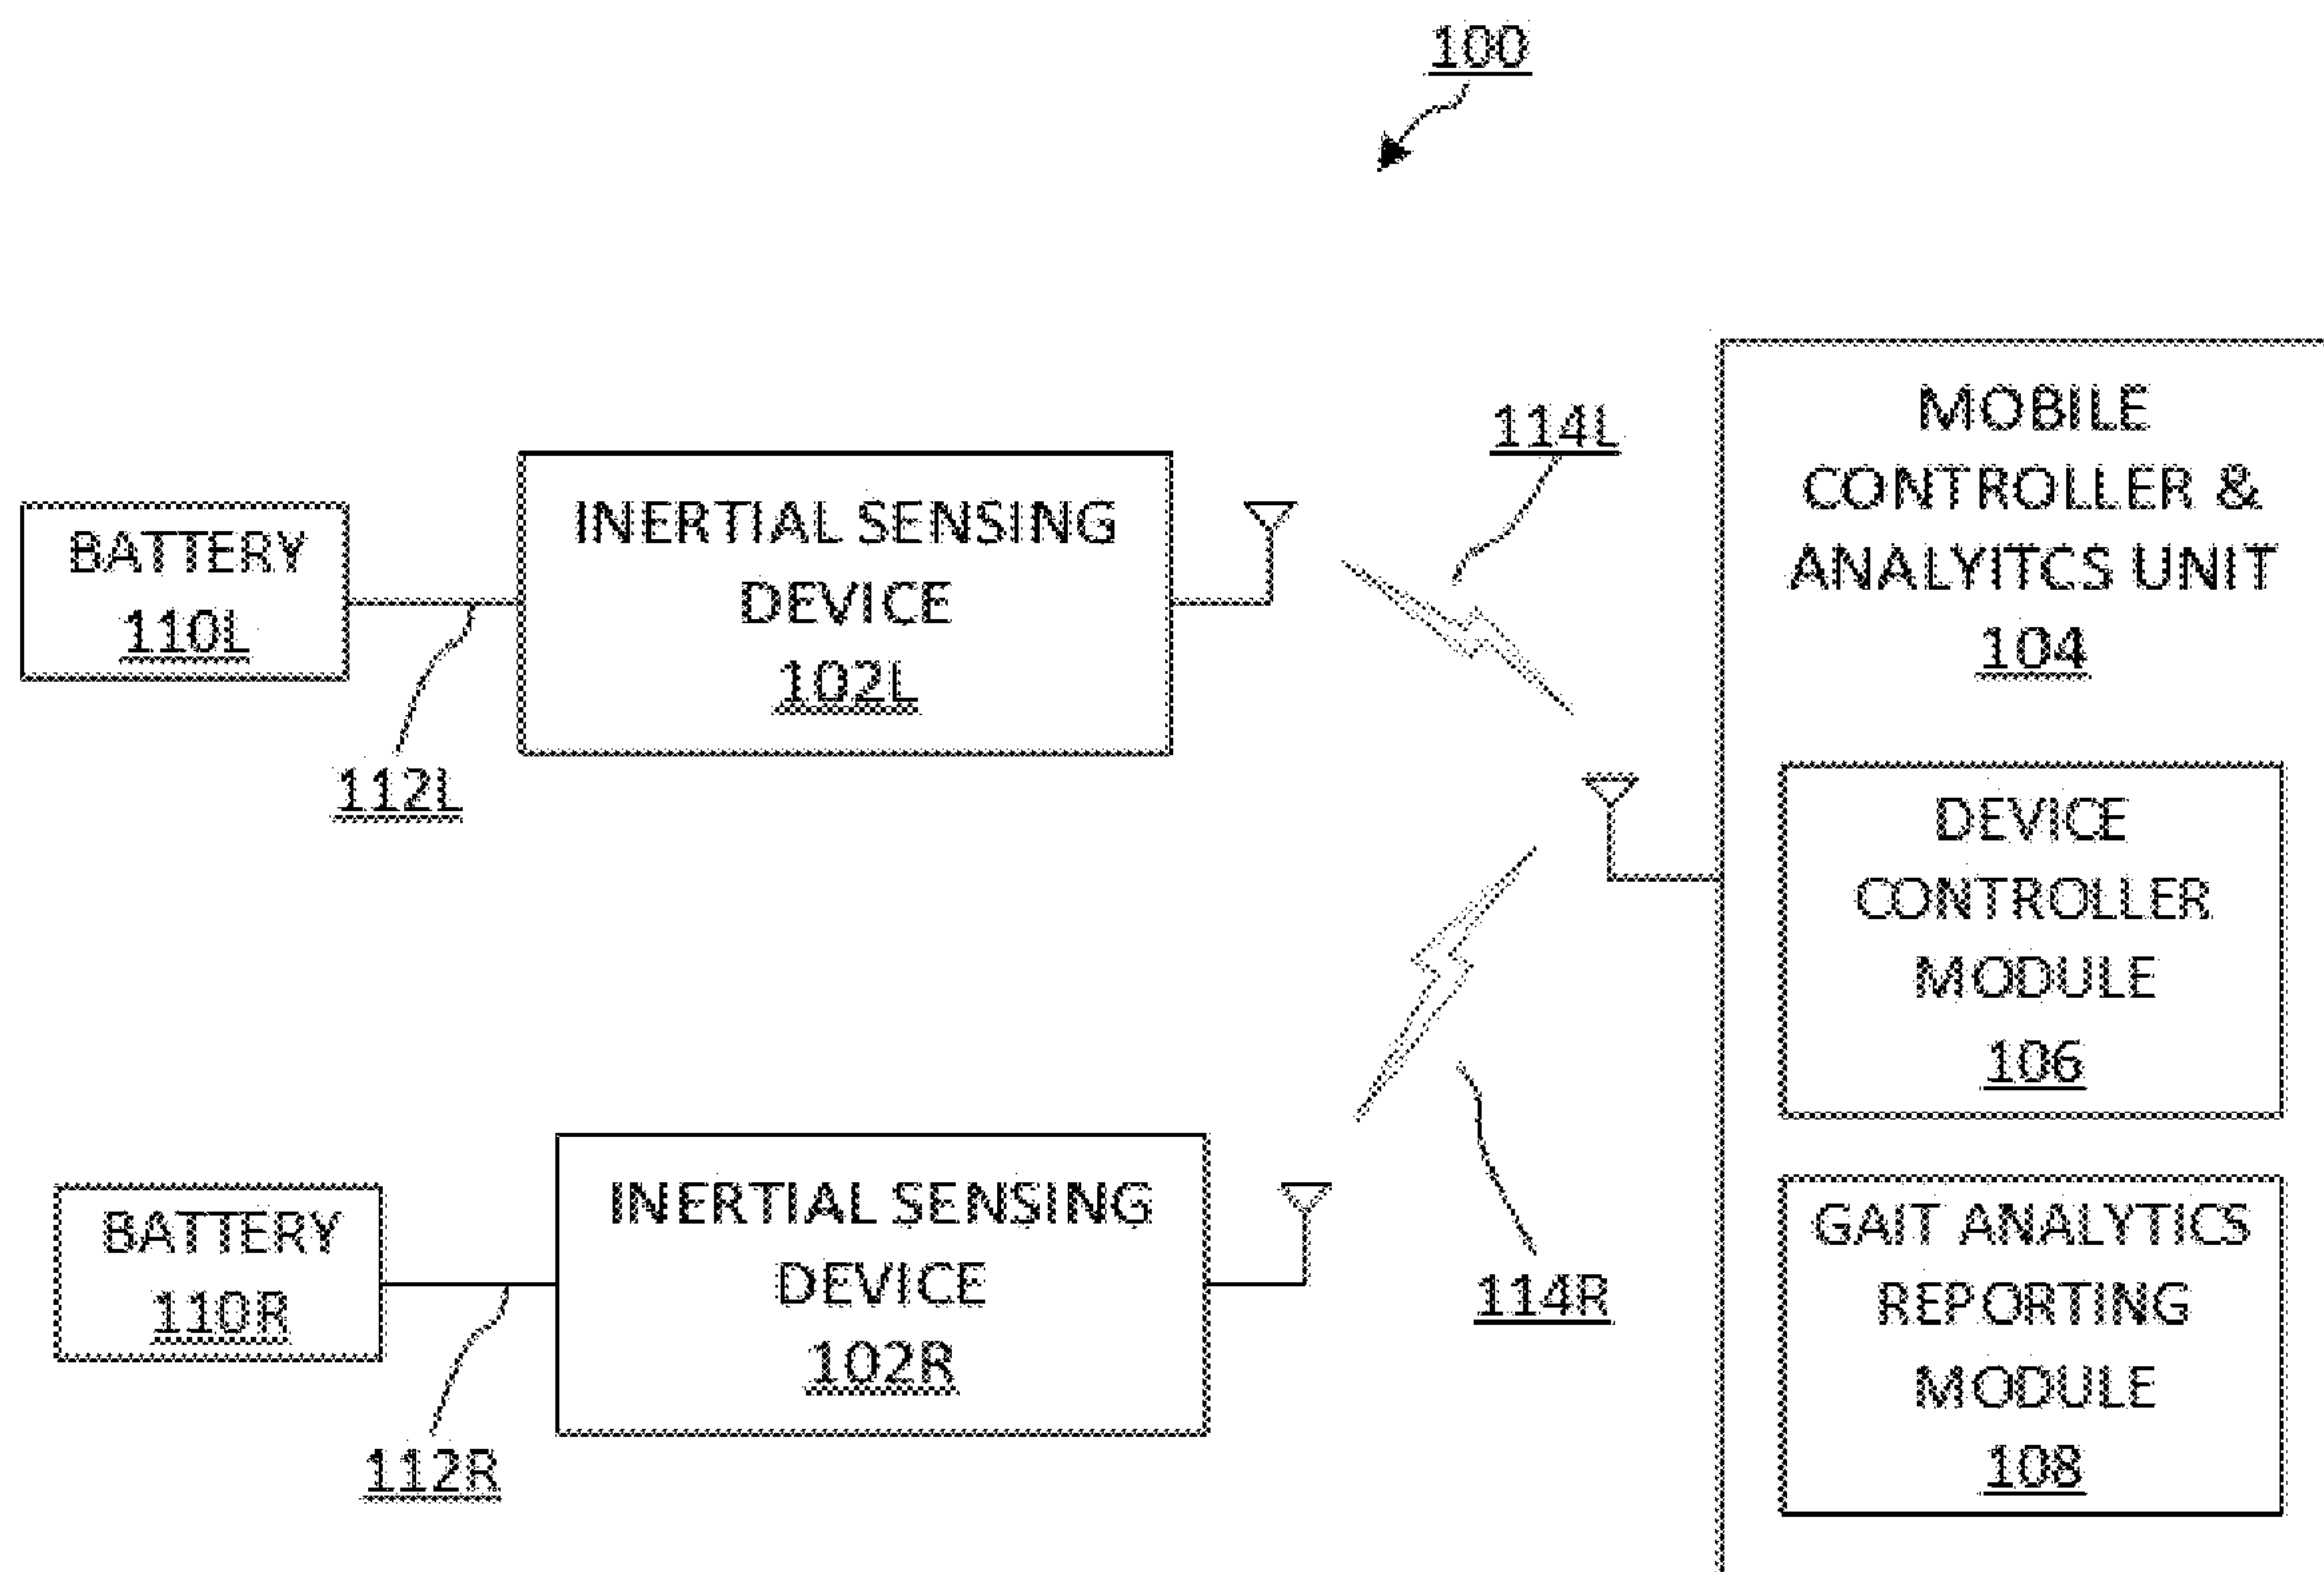 100
BATTERY
110L
112L
INERTIAL SENSING
DEVICE
102L
114L
MOBILE
CONTROLLER &
ANALYITCS UNIT
104
DEVICE
CONTROLLER
MODULE
106
GAIT ANALYTICS
REPORTING
MODULE
108
BATTERY
110R
112R
INERTIAL SENSING
DEVICE
102R
114R